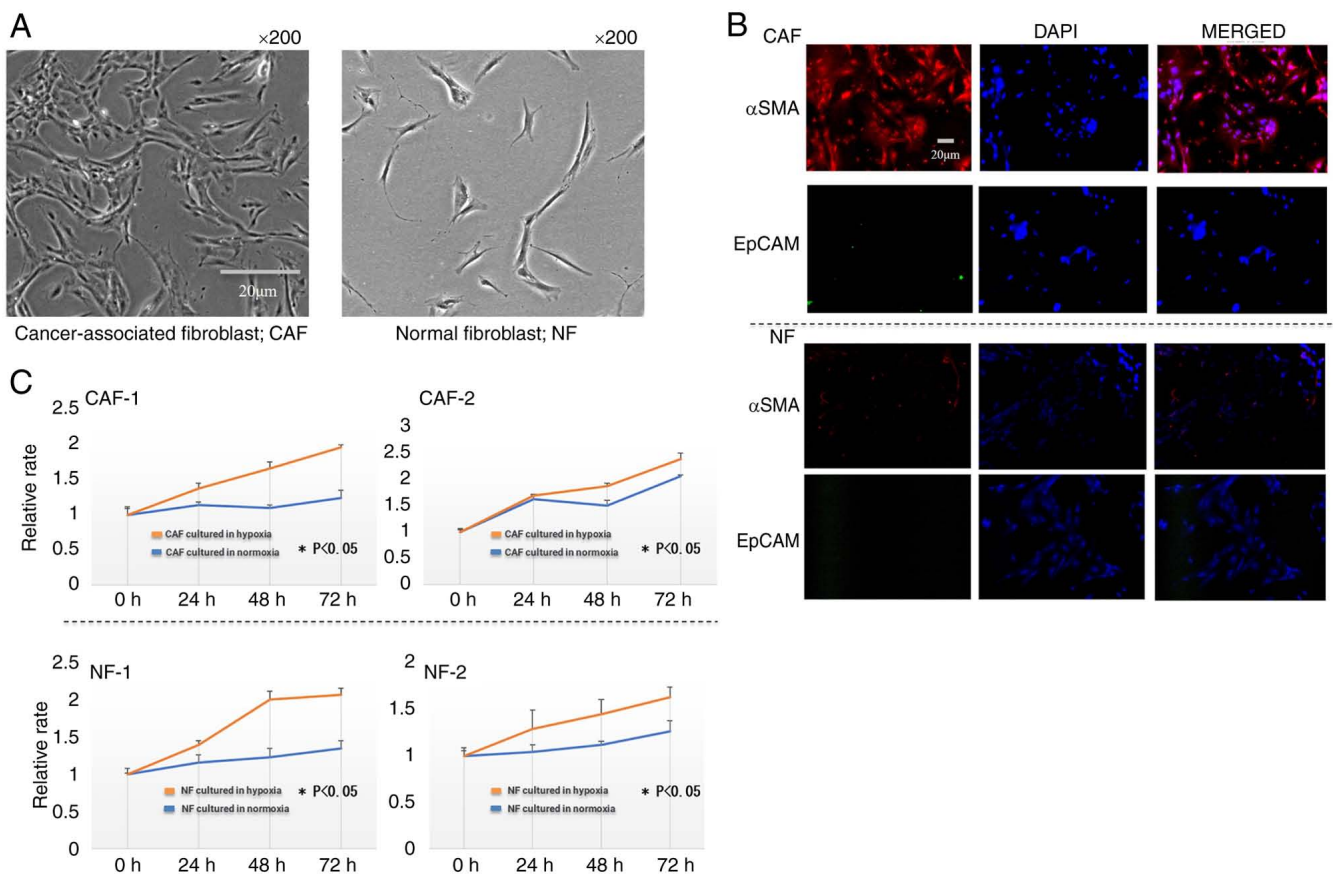 A
×200
×200
20μm
Cancer-associated fibroblast; CAF
Normal fibroblast; NF
B
CAF
DAPI
MERGED
αSMA
20μm
EpCAM
NF
αSMA
EpCAM
C
CAF-1
Relative rate
2.5
2
1.5
1
0.5
0
CAF cultured in hypoxia
CAF cultured in normoxia
* P<0.05
0 h 24 h 48 h 72 h
CAF-2
3
2.5
2
1.5
1
0.5
0
CAF cultured in hypoxia
CAF cultured in normoxia
* P<0.05
0 h 24 h 48 h 72 h
NF-1
Relative rate
2.5
2
1.5
1
0.5
0
NF cultured in hypoxia
NF cultured in normoxia
* P<0.05
0 h 24 h 48 h 72 h
NF-2
2
1.5
1
0.5
0
NF cultured in hypoxia
NF cultured in normoxia
* P<0.05
0 h 24 h 48 h 72 h